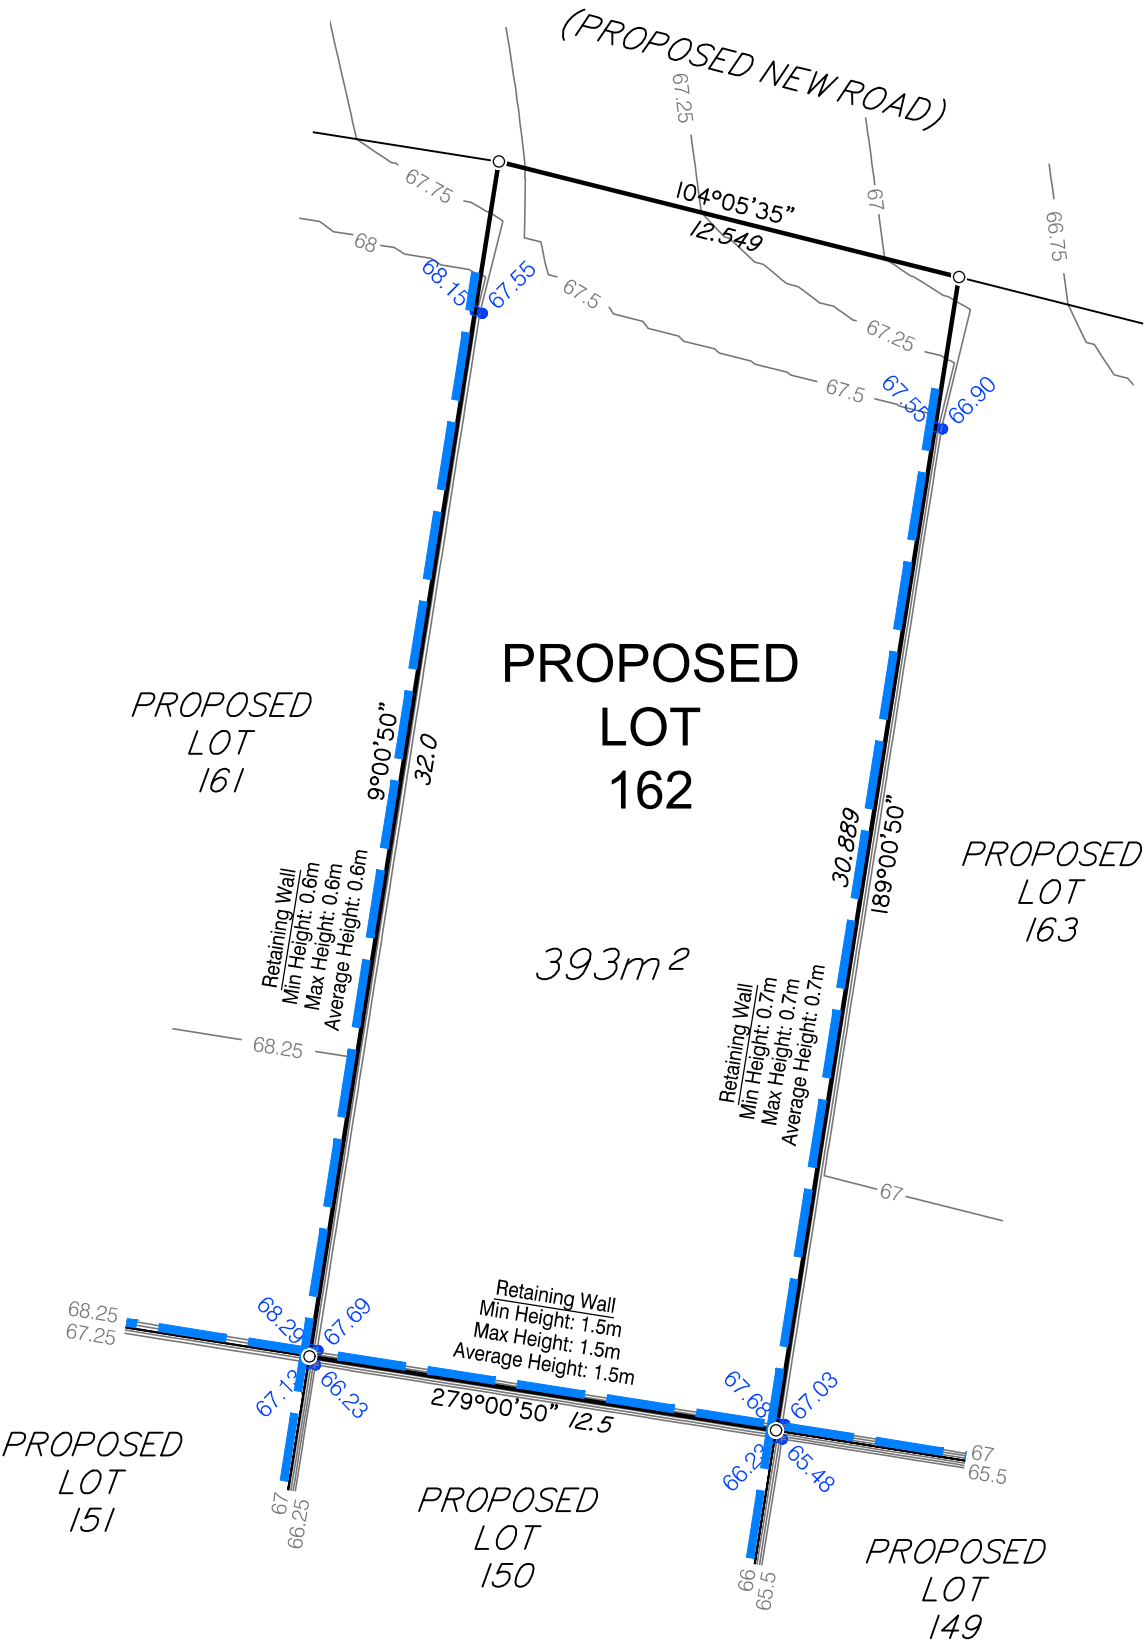 (PROPOSED NEW ROAD)
67.25
67
66.75
67.75
68
104°05'35"
12.549
68.15
67.55
67.5
67.25
67.5
67.55
66.90
PROPOSED
LOT
162
393m²
PROPOSED
LOT
161
9°00'50"
32.0
30.889
189°00'50"
PROPOSED
LOT
163
Retaining Wall
Min Height: 0.6m
Max Height: 0.6m
Average Height: 0.6m
Retaining Wall
Min Height: 0.7m
Max Height: 0.7m
Average Height: 0.7m
68.25
67
Retaining Wall
Min Height: 1.5m
Max Height: 1.5m
Average Height: 1.5m
279°00'50" 12.5
68.25
67.25
68.29
67.69
67.13
66.23
67.68
67.03
66.23
65.48
67
65.5
PROPOSED
LOT
151
67
66.25
PROPOSED
LOT
150
66
65.5
PROPOSED
LOT
149